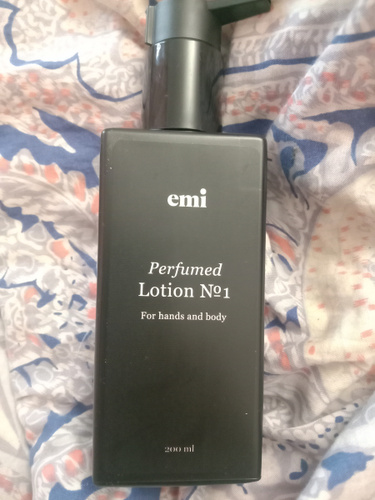 emi
Perfumed
Lotion №1
For hands and body
200 ml